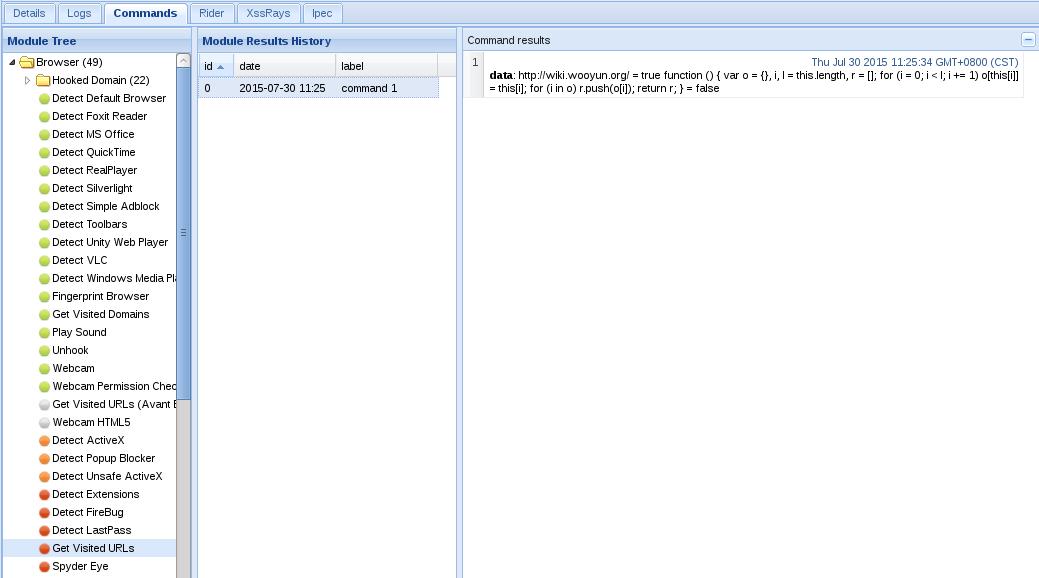 Details Logs Commands Rider XssRays Ipec
Module Tree
Browser (49)
Hooked Domain (22)
Detect Default Browser
Detect Foxit Reader
Detect MS Office
Detect QuickTime
Detect RealPlayer
Detect Silverlight
Detect Simple Adblock
Detect Toolbars
Detect Unity Web Player
Detect VLC
Detect Windows Media Pl
Fingerprint Browser
Get Visited Domains
Play Sound
Unhook
Webcam
Webcam Permission Chec
Get Visited URLs (Avant B
Webcam HTML5
Detect ActiveX
Detect Popup Blocker
Detect Unsafe ActiveX
Detect Extensions
Detect FireBug
Detect LastPass
Get Visited URLs
Spyder Eye
Module Results History
id date label
0 2015-07-30 11:25 command 1
Command results
1 Thu Jul 30 2015 11:25:34 GMT+0800 (CST)
data: http://wiki.wooyun.org/ = true function () { var o = {}, i, l = this.length, r = []; for (i = 0; i < l; i += 1) o[this[i]]
= this[i]; for (i in o) r.push(o[i]); return r; } = false